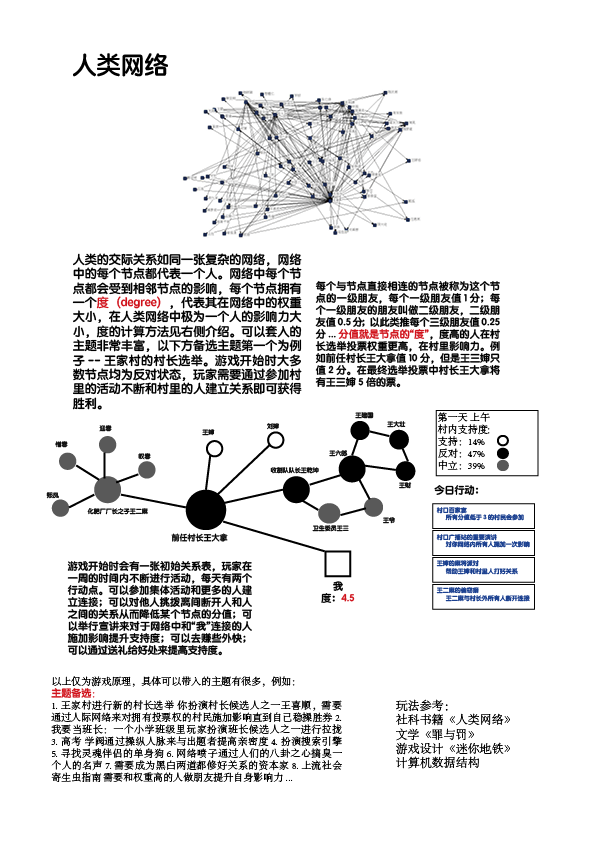 人类网络
人类的交际关系如同一张复杂的网络，网络
中的每个节点都代表一个人。网络中每个节
点都会受到相邻节点的影响，每个节点拥有
一个度（degree），代表其在网络中的权重
大小，在人类网络中极为一个人的影响力大
小，度的计算方法见右侧介绍。可以套入的
主题非常丰富，以下方备选主题第一个为例
子 -- 王家村的村长选举。游戏开始时大多
数节点均为反对状态，玩家需要通过参加村
里的活动不断和村里的人建立关系即可获得
胜利。
每个与节点直接相连的节点被称为这个节
点的一级朋友，每个一级朋友值 1 分；每
个一级朋友的朋友叫做二级朋友，二级朋
友值 0.5 分；以此类推每个三级朋友值 0.25
分 ... 分值就是节点的“度”，度高的人在村
长选举投票权重更高，在村里影响力。例
如前任村长王大拿值 10 分，但是王三婶只
值 2 分。在最终选举投票中村长王大拿将
有王三婶 5 倍的票。
王婶
刘婶
王大壮
王六郎
收割队队长王乾坤
王财
化肥厂厂长之子王二麻
王爷
卫生委员王三
前任村长王大拿
我
度：4.5
第一天 上午
村内支持度:
支持：14%
反对：47%
中立：39%
今日行动：
村口百家宴
所有分值低于 3 的村民会参加
村口广播站的重要演讲
对你网络内所有人施加一次影响
王婶的麻将派对
帮助王婶和村里人打好关系
王二麻的偷窃癖
王二麻与村长外所有人断开连接
游戏开始时会有一张初始关系表，玩家在
一周的时间内不断进行活动，每天有两个
行动点。可以参加集体活动和更多的人建
立连接；可以对他人挑拨离间断开人和人
之间的关系从而降低某个节点的分值；可
以举行宣讲来对于网络中和“我”连接的人
施加影响提升支持度；可以去赚些外快；
可以通过送礼给好处来提高支持度。
以上仅为游戏原理，具体可以带入的主题有很多，例如:
主题备选:
1. 王家村进行新的村长选举 你扮演村长候选人之一王喜顺，需要
通过人际网络来对拥有投票权的村民施加影响直到自己稳操胜券 2.
我要当班长：一个小学班级里玩家扮演班长候选人之一进行拉拢
3. 高考 学阀通过操纵人脉来与出题者提高亲密度 4. 扮演搜索引擎
5. 寻找灵魂伴侣的单身狗 6. 网络喷子通过人们的八卦之心搞臭一
个人的名声 7. 需要成为黑白两道都修好关系的资本家 8. 上流社会
寄生虫指南 需要和权重高的人做朋友提升自身影响力 ...
玩法参考：
社科书籍《人类网络》
文学《罪与罚》
游戏设计《迷你地铁》
计算机数据结构